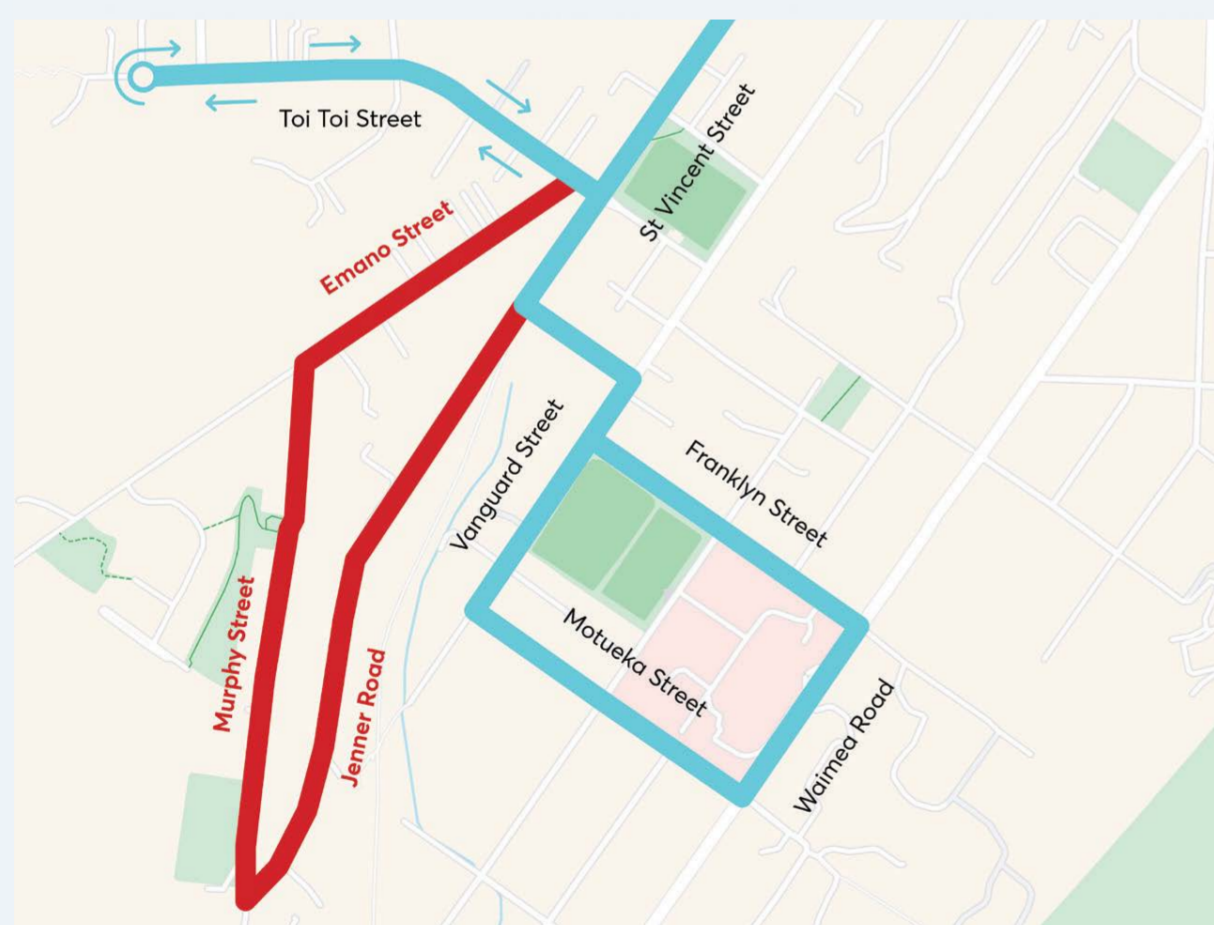 Toi Toi Street
St Vincent Street
Emano Street
Vanguard Street
Franklyn Street
Motueka Street
Murphy Street
Jenner Road
Waimea Road